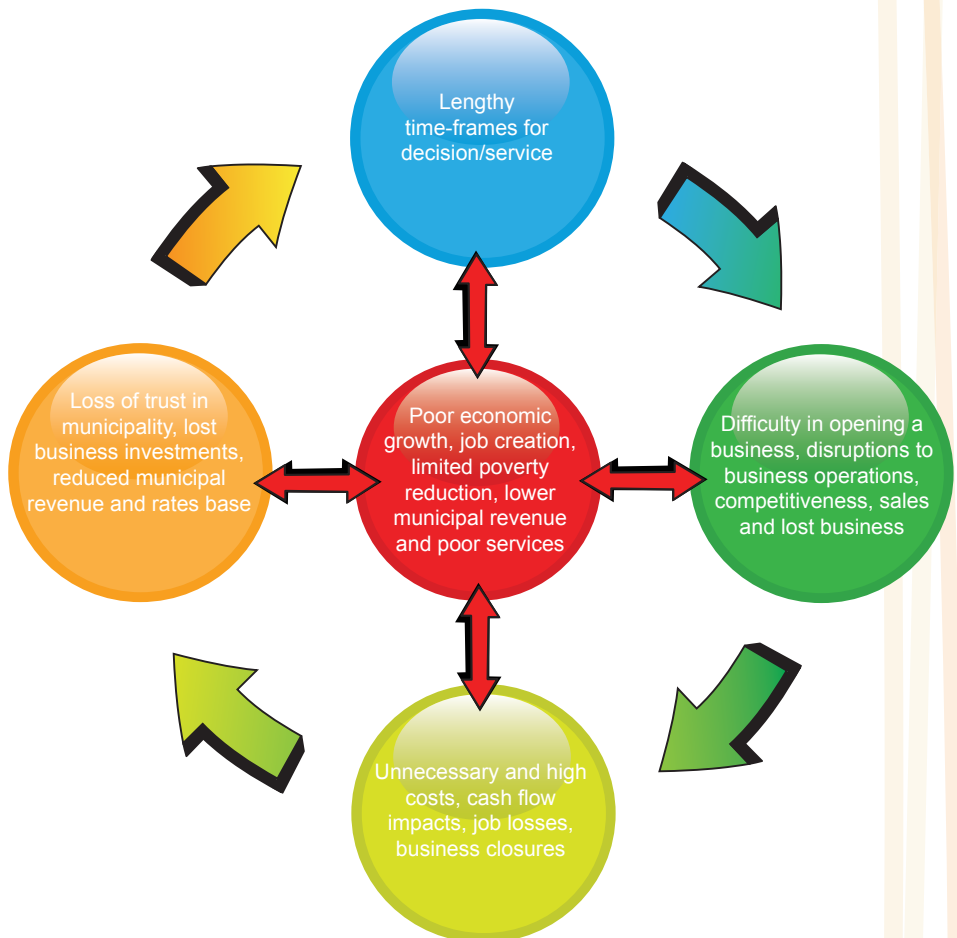 Lengthy
time-frames for
decision/service
Loss of trust in
municipality, lost
business investments,
reduced municipal
revenue and rates base
Poor economic
growth, job creation,
limited poverty
reduction, lower
municipal revenue
and poor services
Difficulty in opening a
business, disruptions to
business operations,
competitiveness, sales
and lost business
Unnecessary and high
costs, cash flow
impacts, job losses,
business closures